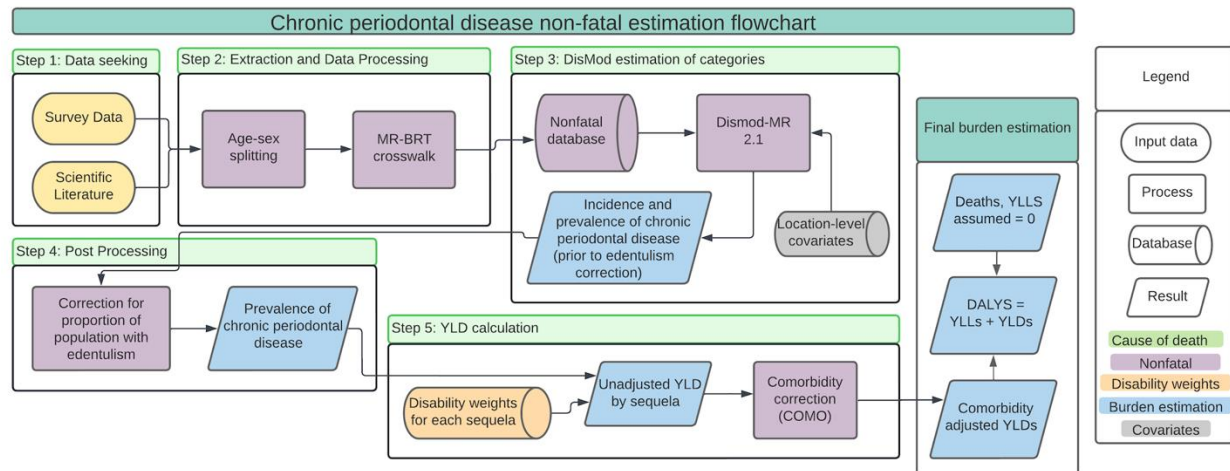 Chronic periodontal disease non-fatal estimation flowchart
Step 1: Data seeking
Survey Data
Scientific
Literature
Step 2: Extraction and Data Processing
Age-sex
splitting
MR-BRT
crosswalk
Step 3: DisMod estimation of categories
Nonfatal
database
Dismod-MR
2.1
Location-level
covariates
Incidence and
prevalence of chronic
periodontal disease
(prior to edentulism
correction)
Step 4: Post Processing
Correction for
proportion of
population with
edentulism
Prevalence of
chronic periodontal
disease
Step 5: YLD calculation
Disability weights
for each sequela
Unadjusted YLD
by sequela
Comorbidity
correction
(COMO)
Final burden estimation
Deaths, YLLS
assumed = 0
DALYS =
YLLs + YLDs
Comorbidity
adjusted YLDs
Legend
Input data
Process
Database
Result
Cause of death
Nonfatal
Disability weights
Burden estimation
Covariates